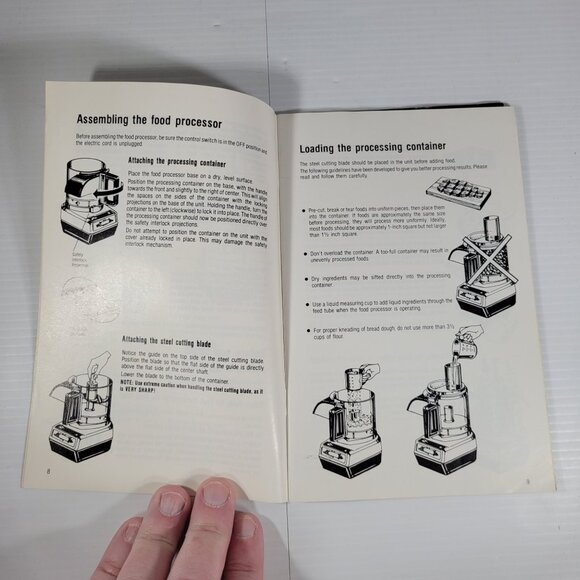 Assembling the food processor
Before assembling the food processor, be sure the control switch is in the OFF position and
the electric cord is unplugged
Attaching the processing container
Place the food processor base on a dry, level surface.
Position the processing container on the base, with the handle
towards the front and slightly to the right of center. This will align
the spaces on the sides of the container with the locking
projections on the base of the unit. Holding the handle, turn the
container to the left (clockwise) to lock it into place. The handle of
the processing container should now be positioned directly over
the safety interlock projections.
Do not attempt to position the container on the unit with the
cover already locked in place. This may damage the safety
interlock mechanism.
Safety
Interlock
Projections
Attaching the steel cutting blade
Notice the guide on the top side of the steel cutting blade.
Position the blade so that the flat side of the guide is directly
above the flat side of the center shaft.
Lower the blade to the bottom of the container.
NOTE: Use extreme caution when handling the steel cutting blade, as it
is VERY SHARP!
8
Loading the processing container
The steel cutting blade should be placed in the unit before adding food.
The following guidelines have been developed to give you better processing results. Please
read and follow them carefully.
● Pre-cut, break or tear foods into uniform pieces, then place them
into the container. If foods are approximately the same size
before processing, they will process more uniformly. Ideally,
most foods should be approximately 1-inch square but not larger
than 1½ inch square.
● Don't overload the container. A too-full container may result in
unevenly processed foods.
● Dry ingredients may be sifted directly into the processing
container.
● Use a liquid measuring cup to add liquid ingredients through the
feed tube when the food processor is operating.
● For proper kneading of bread dough, do not use more than 3½
cups of flour.
9